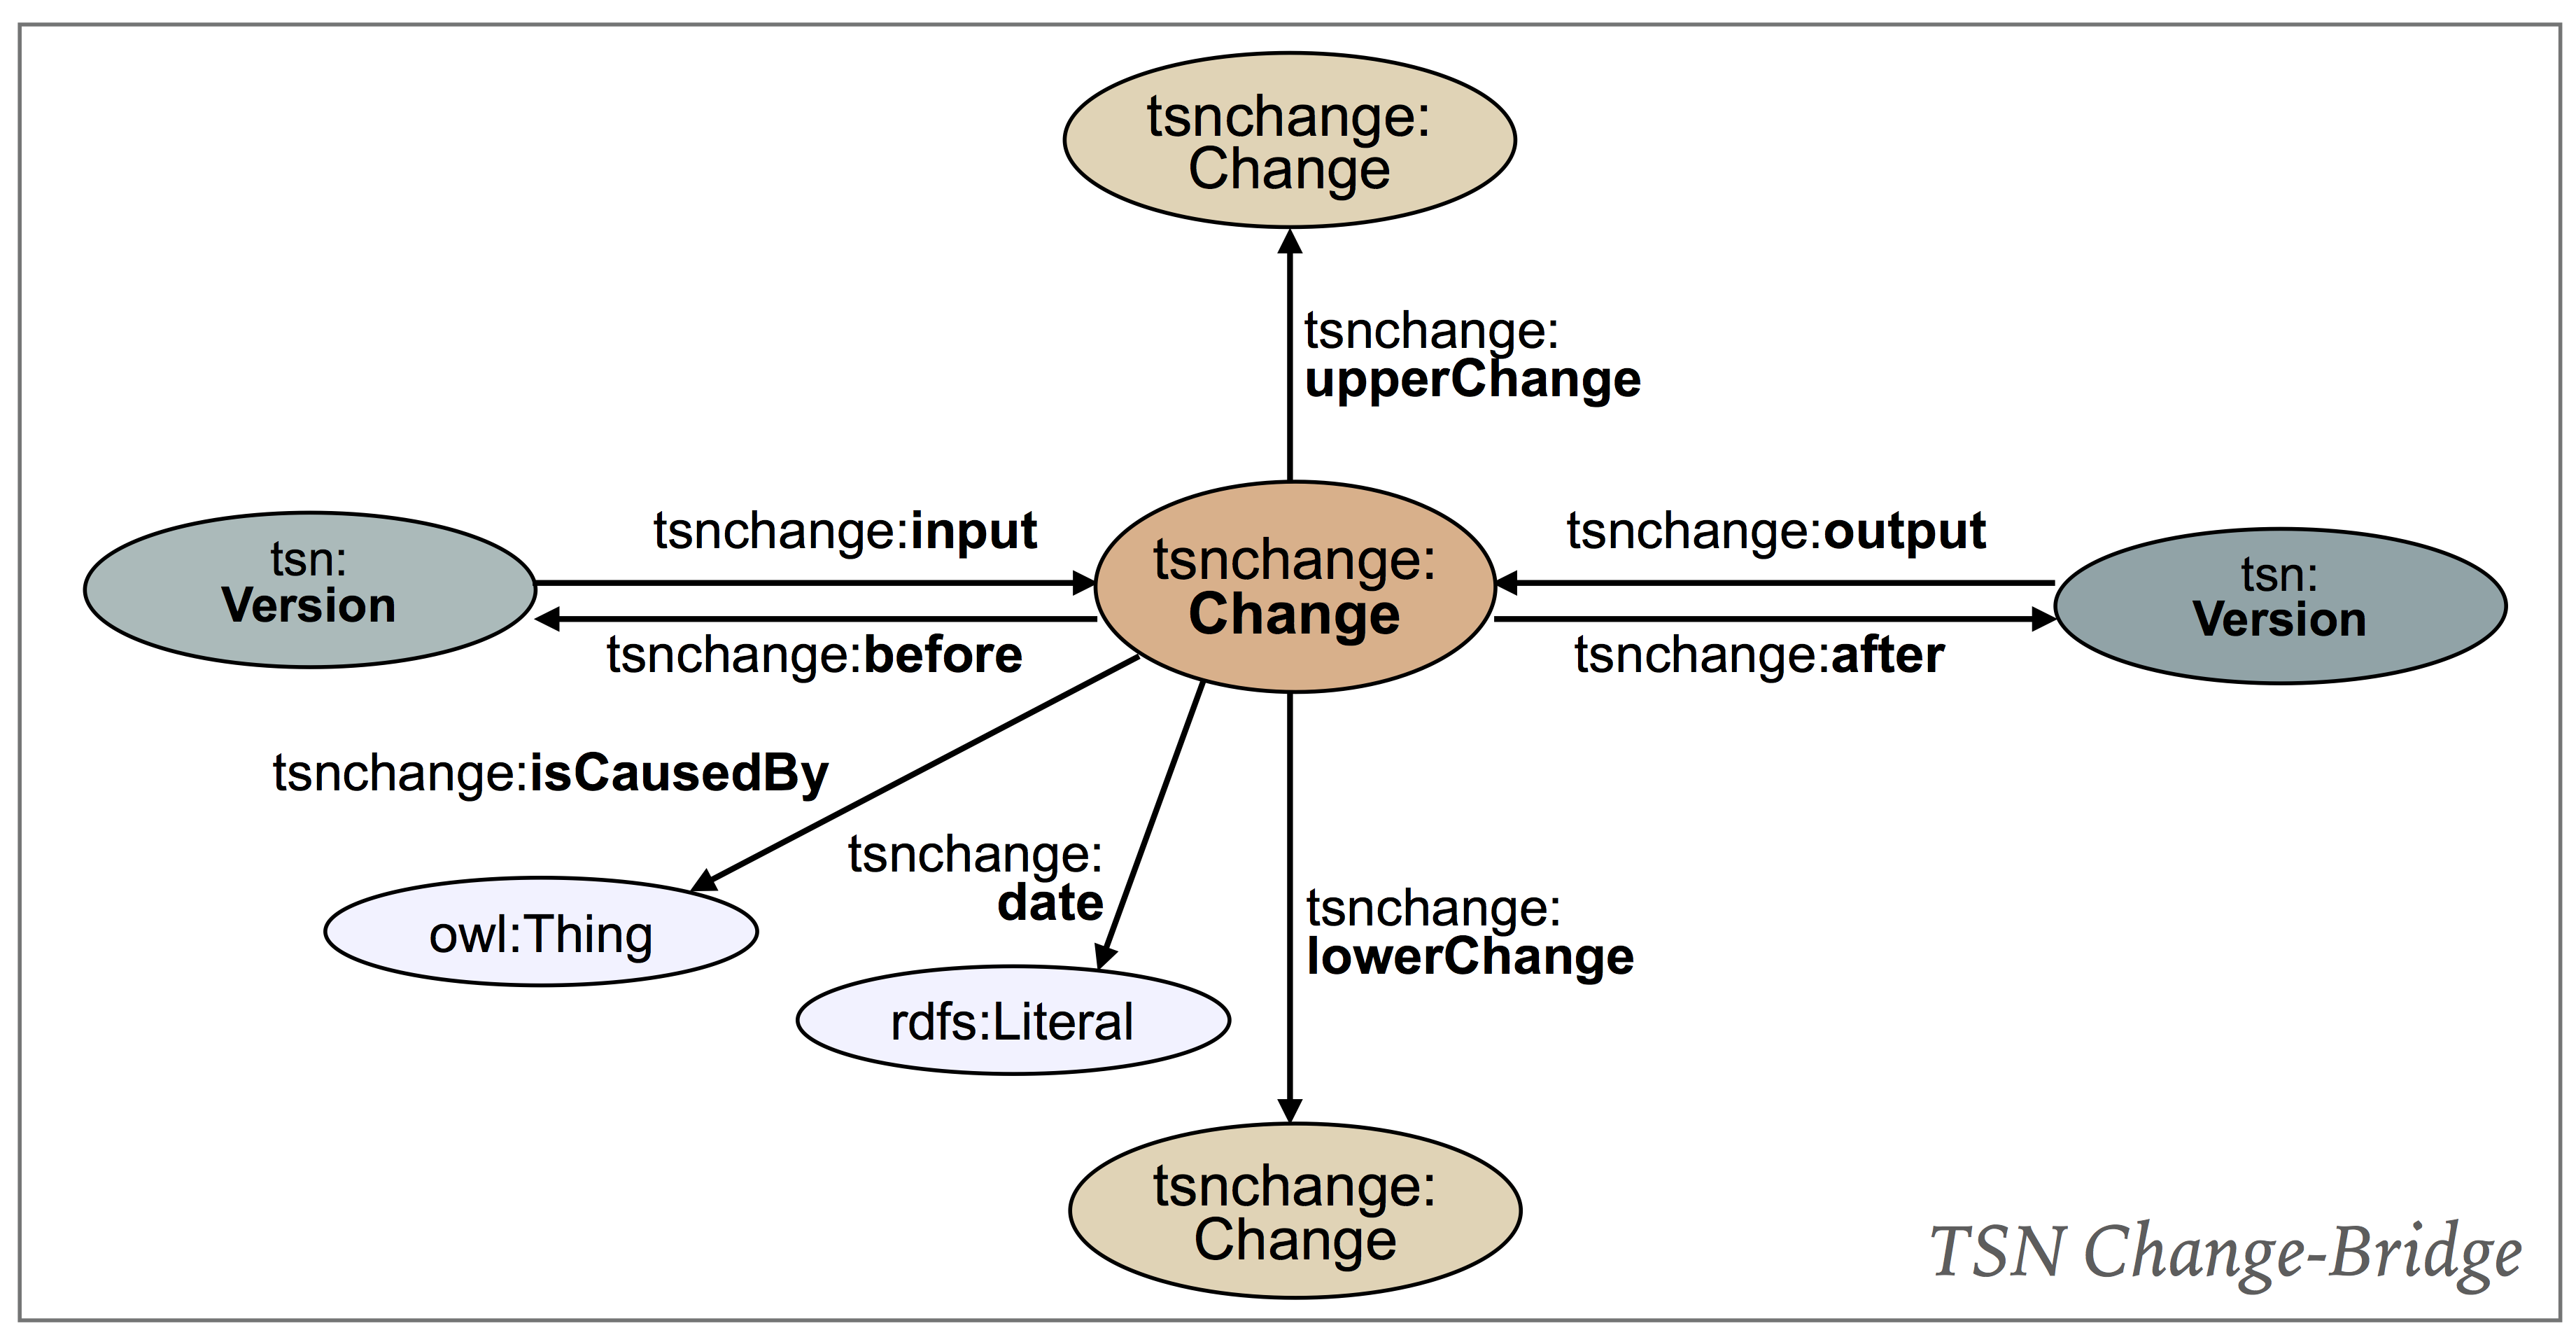 tsnchange:
Change
tsnchange:
upperChange
tsnchange:input
tsnchange:output
tsn:
Version
tsnchange:
Change
tsn:
Version
tsnchange:before
tsnchange:after
tsnchange:isCausedBy
tsnchange:
date
tsnchange:
lowerChange
owl:Thing
rdfs:Literal
tsnchange:
Change
TSN Change-Bridge